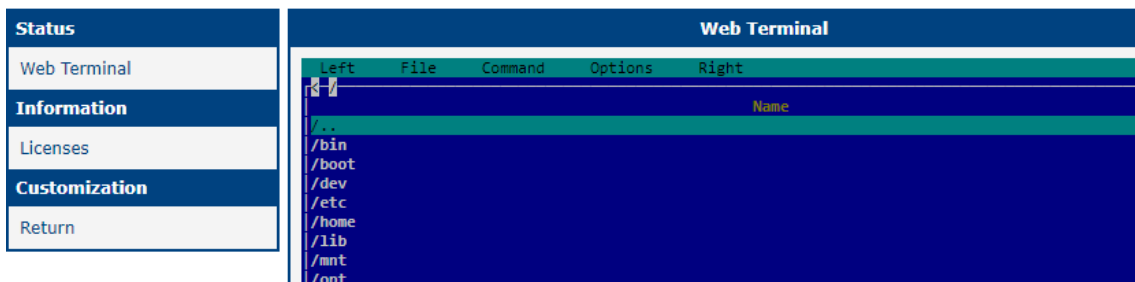 Status
Web Terminal
Information
Licenses
Customization
Return
Web Terminal
Left File Command Options Right
< /
Name
/..
/bin
/boot
/dev
/etc
/home
/lib
/mnt
/opt